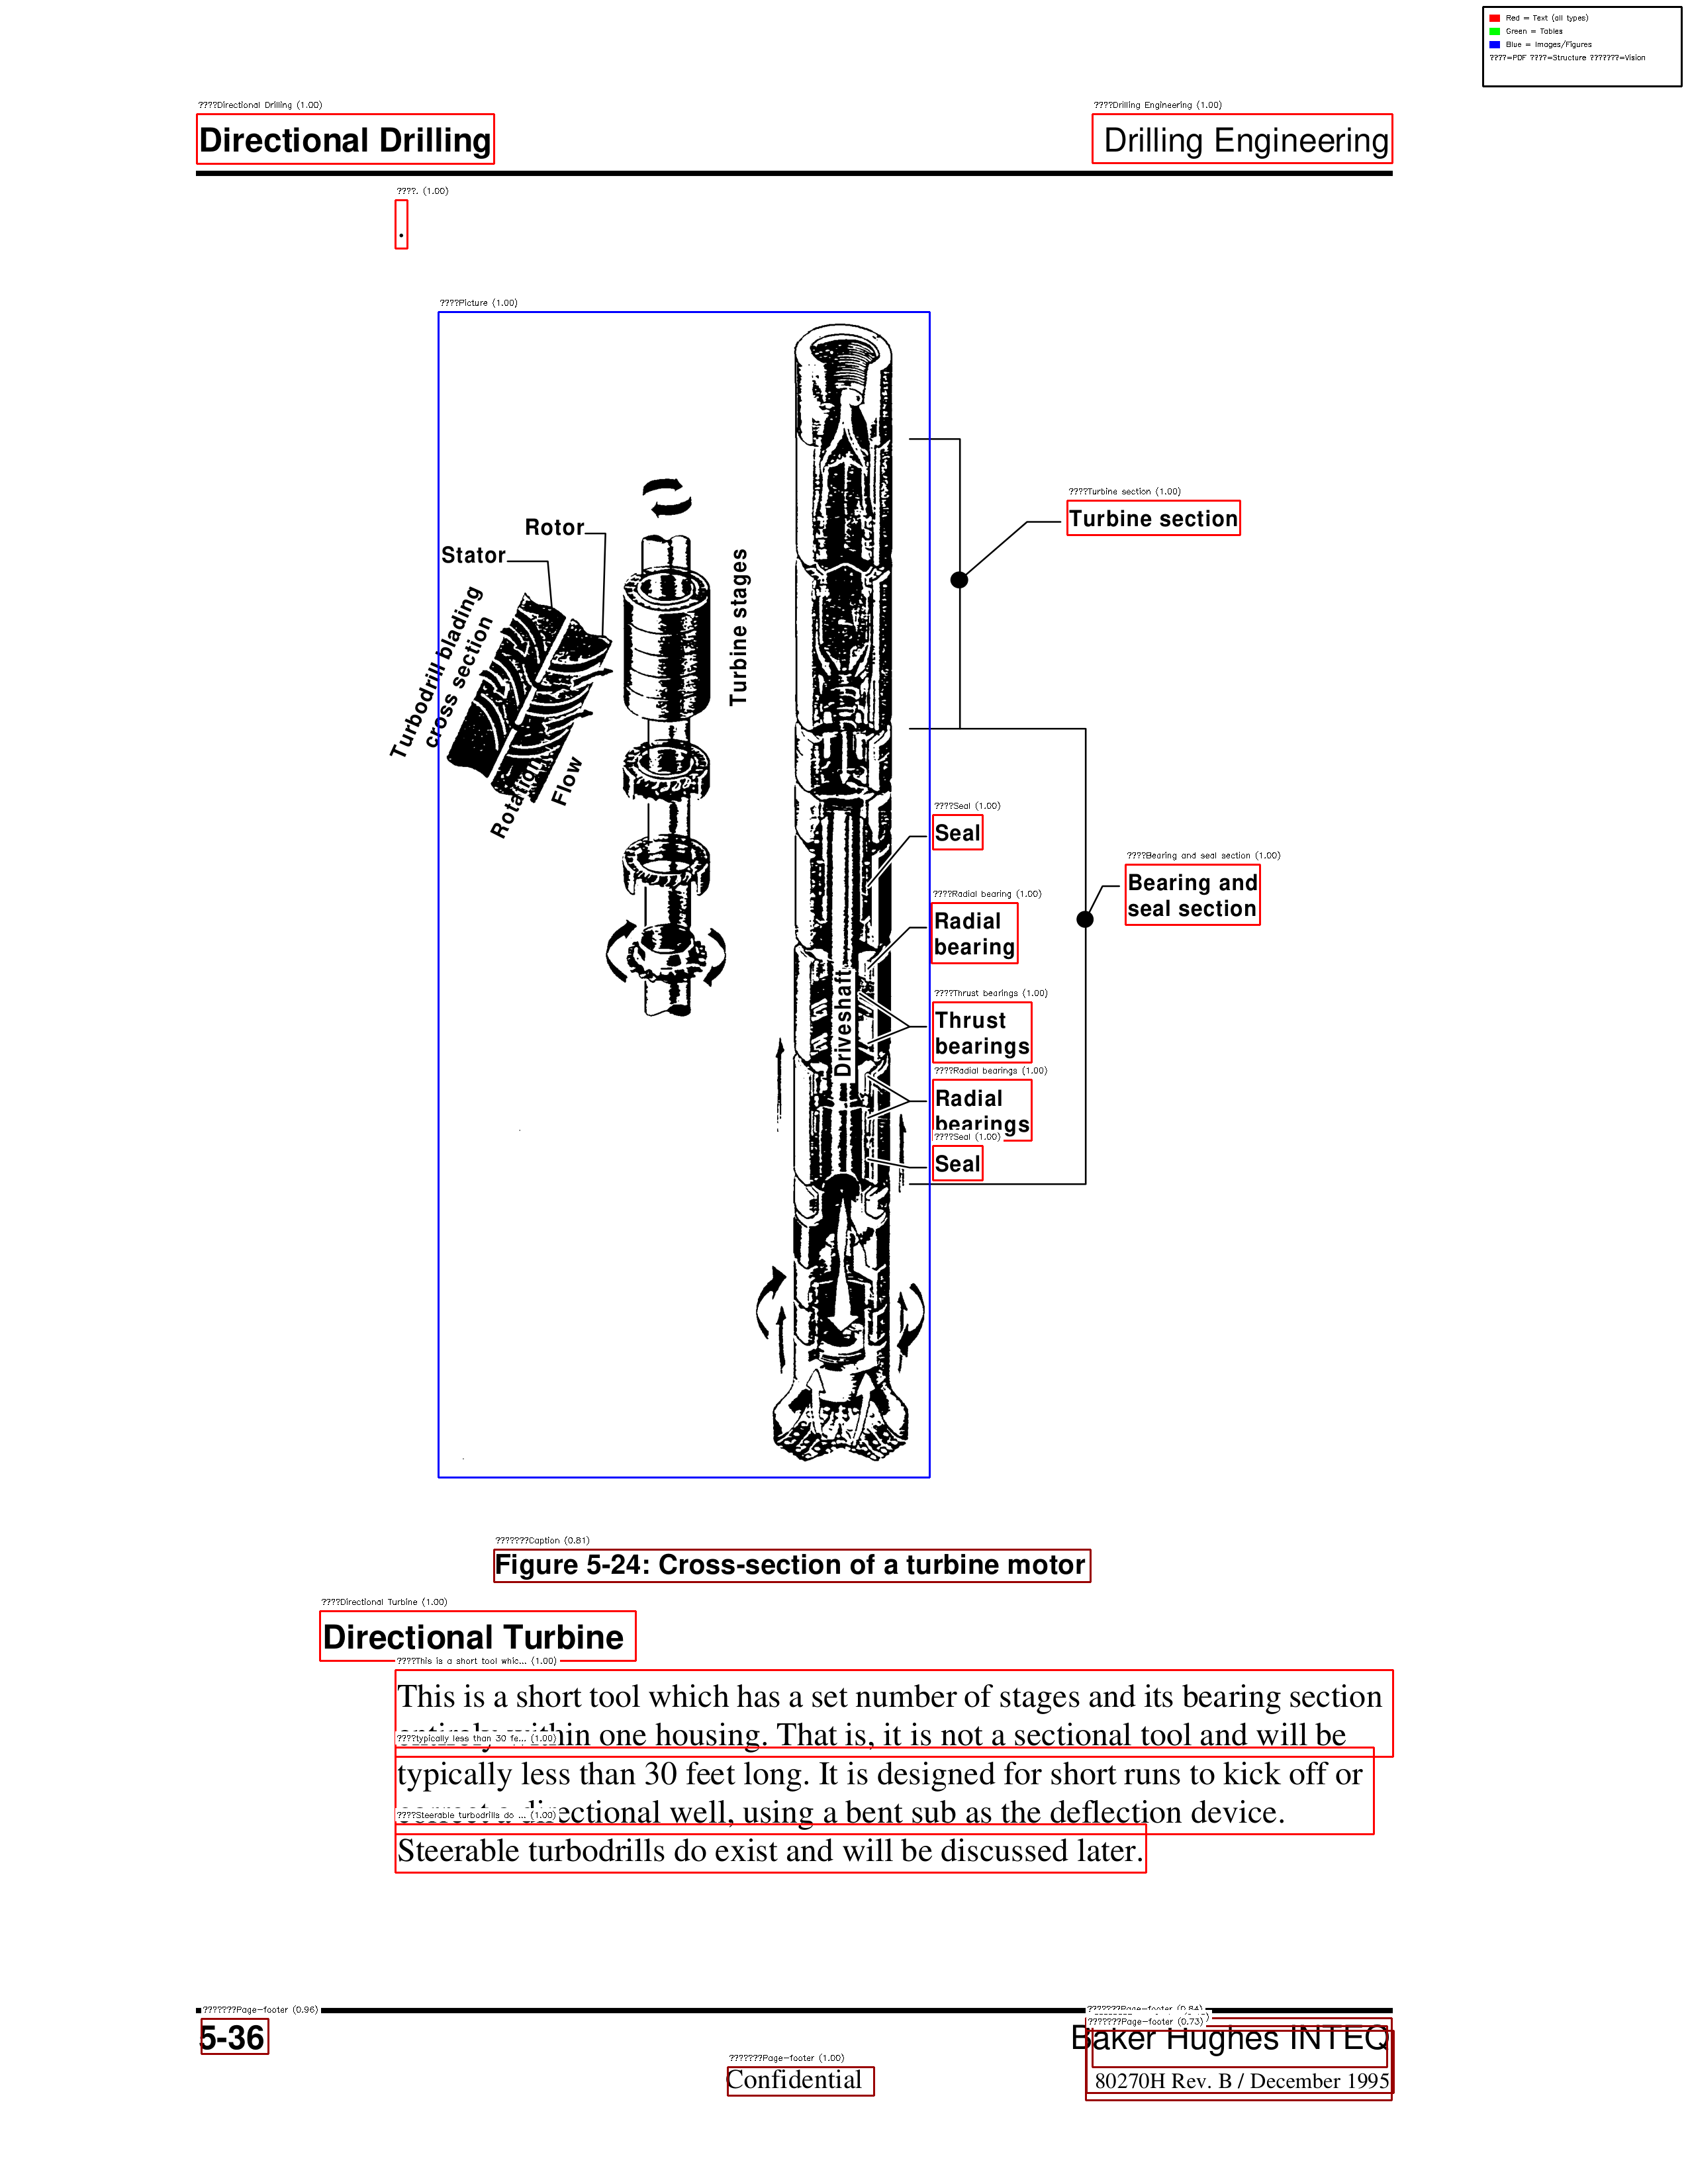 Red = Text (all types)
Green = Tables
Blue = Images/Figures
????=PDF ????=Structure ???????=Vision
????Directional Drilling (1.00)
????Drilling Engineering (1.00)
Directional Drilling
Drilling Engineering
????. (1.00)
.
????Picture (1.00)
????Turbine section (1.00)
Turbine section
Rotor
Stator
Turbodrill blading
cross section
Rotation
Flow
Turbine stages
????Seal (1.00)
Seal
????Bearing and seal section (1.00)
Bearing and
seal section
????Radial bearing (1.00)
Radial
bearing
Driveshaft
????Thrust bearings (1.00)
Thrust
bearings
????Radial bearings (1.00)
Radial
bearings
????Seal (1.00)
Seal
???????Caption (0.81)
Figure 5-24: Cross-section of a turbine motor
????Directional Turbine (1.00)
Directional Turbine
????This is a short tool whic... (1.00)
This is a short tool which has a set number of stages and its bearing section
entirely within one housing. That is, it is not a sectional tool and will be
????typically less than 30 fe... (1.00)
typically less than 30 feet long. It is designed for short runs to kick off or
correct a directional well, using a bent sub as the deflection device.
????Steerable turbodrills do ... (1.00)
Steerable turbodrills do exist and will be discussed later.
???????Page-footer (0.96)
???????Page-footer (0.84)
???????Page-footer (0.73)
5-36
Baker Hughes INTEQ
???????Page-footer (1.00)
Confidential
80270H Rev. B / December 1995